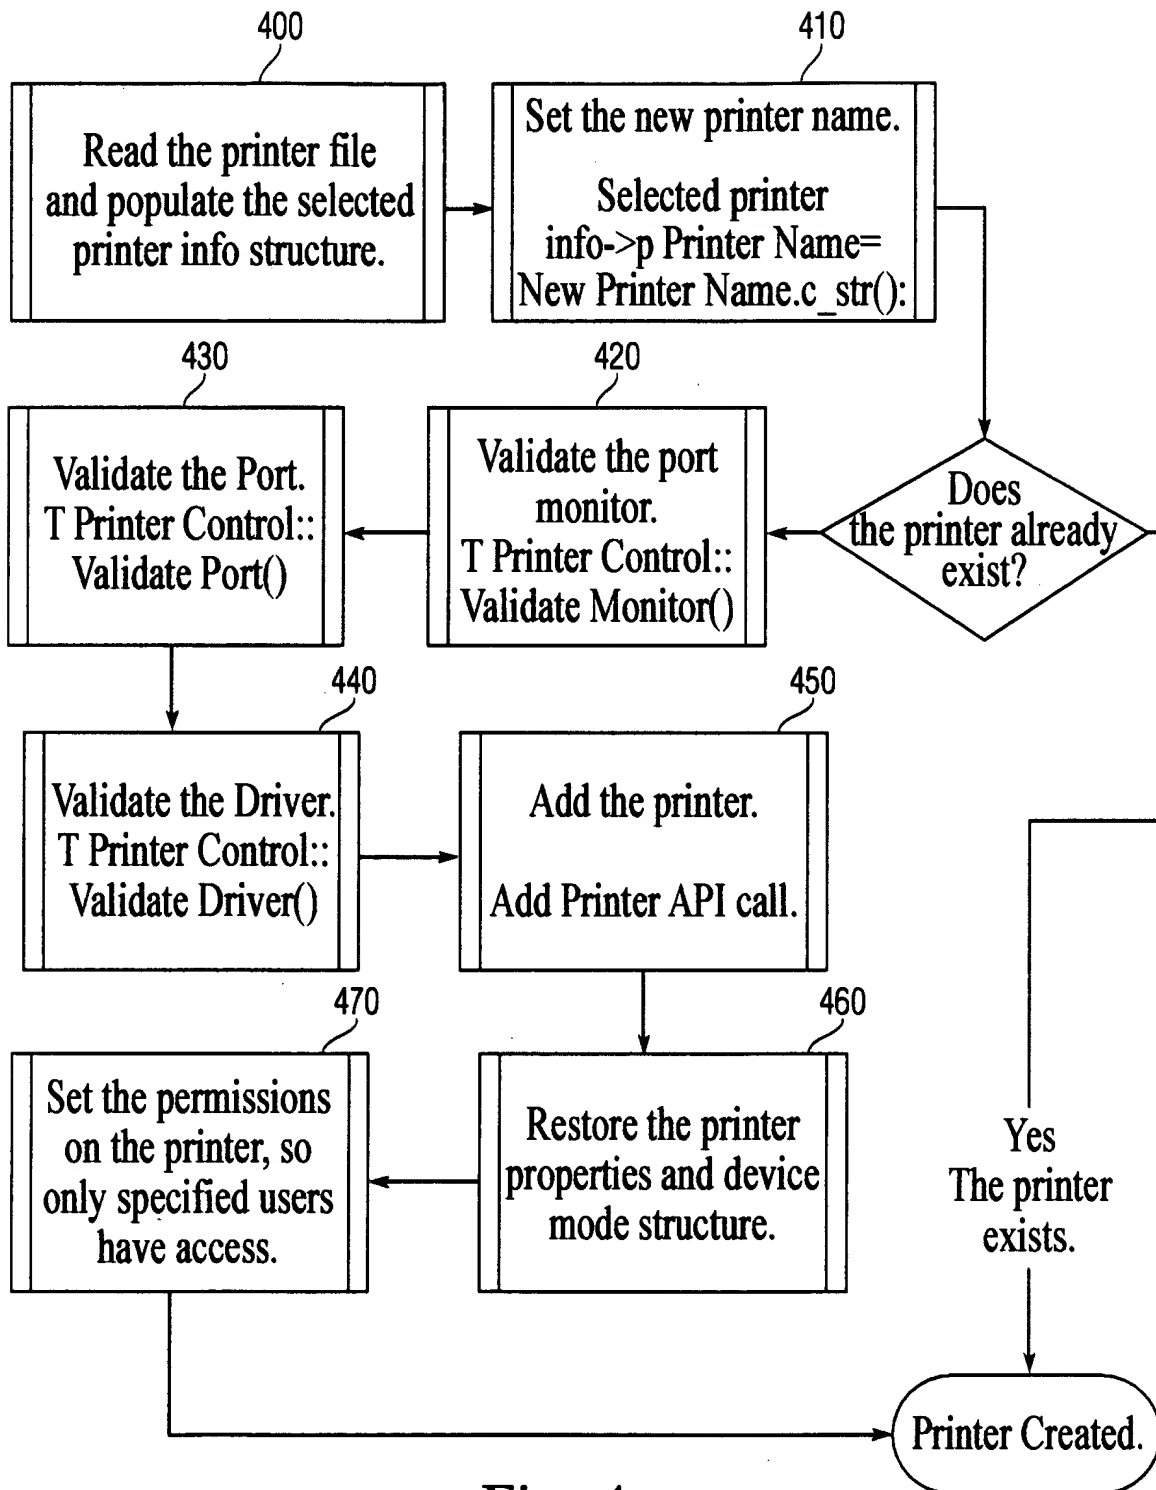 400
Read the printer file
and populate the selected
printer info structure.
410
Set the new printer name.
Selected printer
info->p Printer Name=
New Printer Name.c_str():
Does
the printer already
exist?
420
Validate the port
monitor.
T Printer Control::
Validate Monitor()
430
Validate the Port.
T Printer Control::
Validate Port()
440
Validate the Driver.
T Printer Control::
Validate Driver()
450
Add the printer.
Add Printer API call.
460
Restore the printer
properties and device
mode structure.
470
Set the permissions
on the printer, so
only specified users
have access.
Yes
The printer
exists.
Printer Created.